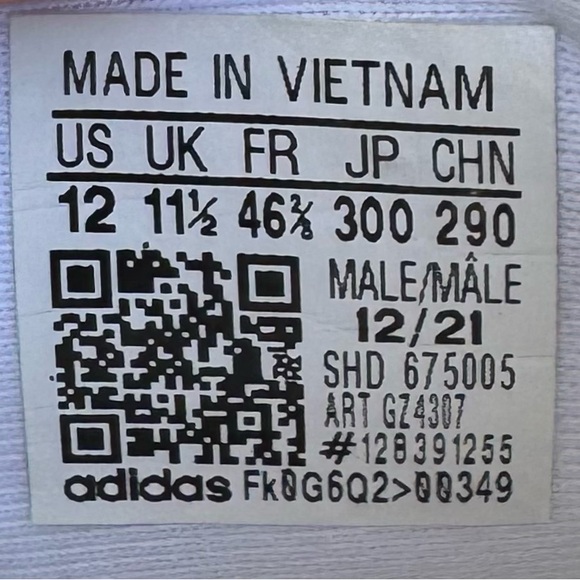 MADE IN VIETNAM
US UK FR JP CHN
12 11½ 46⅔ 300 290
MALE/MÂLE
12/21
SHD 675005
ART GZ4307
#128391255
adidas Fk0G6Q2>00349